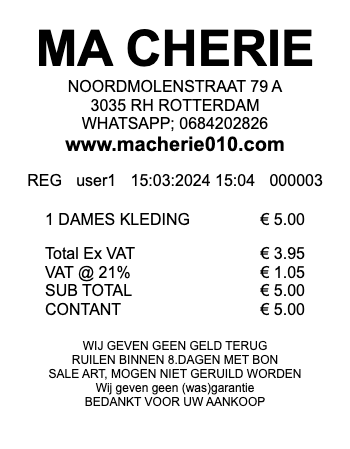 MA CHERIE
NOORDMOLENSTRAAT 79 A
3035 RH ROTTERDAM
WHATSAPP; 0684202826
www.macherie010.com
REG user1 15:03:2024 15:04 000003
1 DAMES KLEDING € 5.00
Total Ex VAT € 3.95
VAT @ 21% € 1.05
SUB TOTAL € 5.00
CONTANT € 5.00
WIJ GEVEN GEEN GELD TERUG
RUILEN BINNEN 8.DAGEN MET BON
SALE ART, MOGEN NIET GERUILD WORDEN
Wij geven geen (was)garantie
BEDANKT VOOR UW AANKOOP